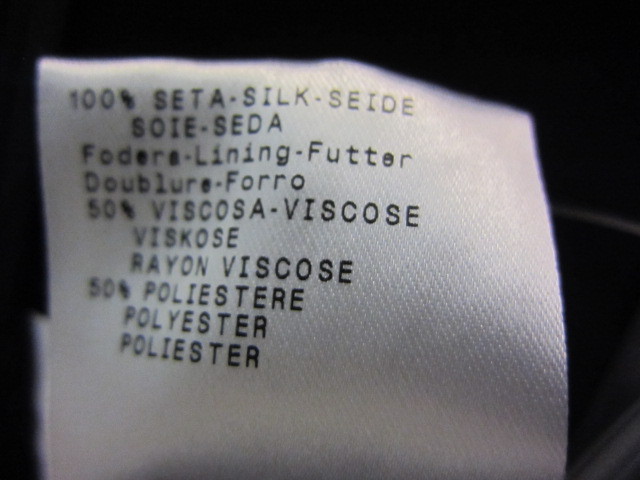 100% SETA-SILK-SEIDE
SOIE-SEDA
Fodera-Lining-Futter
Doublure-Forro
50% VISCOSA-VISCOSE
VISKOSE
RAYON VISCOSE
50% POLIESTERE
POLYESTER
POLIESTER